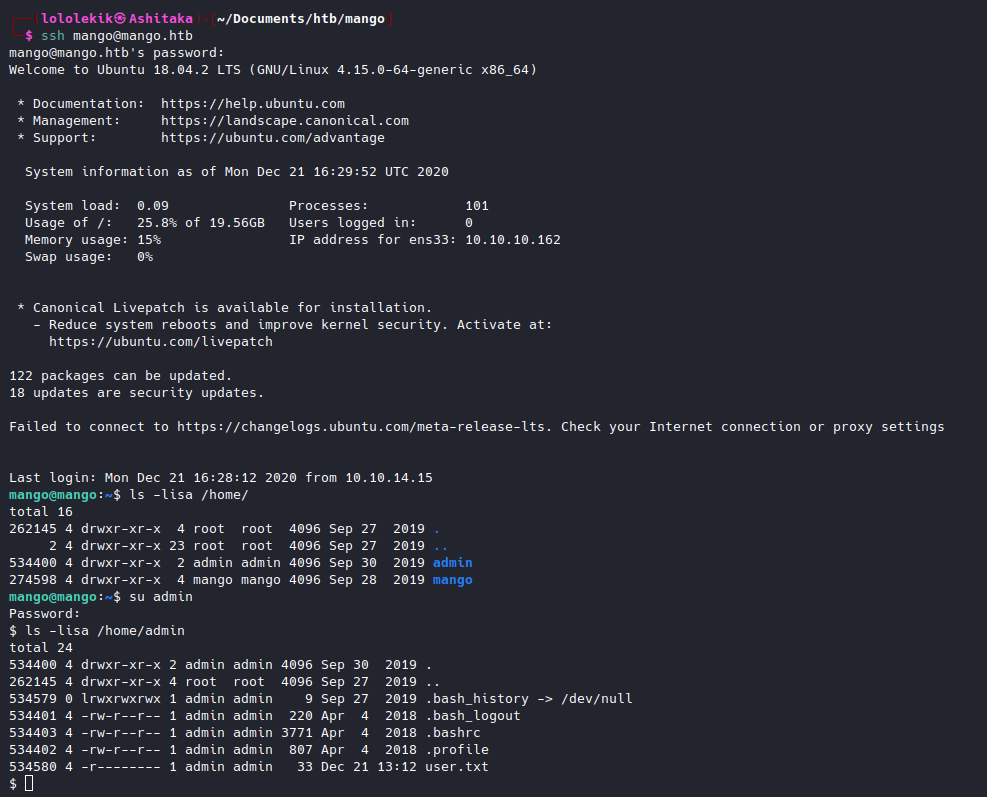 ┌──(lololekik㉿Ashitaka)-[~/Documents/htb/mango]
└─$ ssh mango@mango.htb
mango@mango.htb's password:
Welcome to Ubuntu 18.04.2 LTS (GNU/Linux 4.15.0-64-generic x86_64)

 * Documentation:  https://help.ubuntu.com
 * Management:     https://landscape.canonical.com
 * Support:        https://ubuntu.com/advantage

  System information as of Mon Dec 21 16:29:52 UTC 2020

  System load:  0.09               Processes:            101
  Usage of /:   25.8% of 19.56GB   Users logged in:      0
  Memory usage: 15%                IP address for ens33: 10.10.10.162
  Swap usage:   0%


 * Canonical Livepatch is available for installation.
   - Reduce system reboots and improve kernel security. Activate at:
     https://ubuntu.com/livepatch

122 packages can be updated.
18 updates are security updates.

Failed to connect to https://changelogs.ubuntu.com/meta-release-lts. Check your Internet connection or proxy settings


Last login: Mon Dec 21 16:28:12 2020 from 10.10.14.15
mango@mango:~$ ls -lisa /home/
total 16
262145 4 drwxr-xr-x  4 root  root  4096 Sep 27  2019 .
     2 4 drwxr-xr-x 23 root  root  4096 Sep 27  2019 ..
534400 4 drwxr-xr-x  2 admin admin 4096 Sep 30  2019 admin
274598 4 drwxr-xr-x  4 mango mango 4096 Sep 28  2019 mango
mango@mango:~$ su admin
Password:
$ ls -lisa /home/admin
total 24
534400 4 drwxr-xr-x 2 admin admin 4096 Sep 30  2019 .
262145 4 drwxr-xr-x 4 root  root  4096 Sep 27  2019 ..
534579 0 lrwxrwxrwx 1 admin admin    9 Sep 27  2019 .bash_history -> /dev/null
534401 4 -rw-r--r-- 1 admin admin  220 Apr  4  2018 .bash_logout
534403 4 -rw-r--r-- 1 admin admin 3771 Apr  4  2018 .bashrc
534402 4 -rw-r--r-- 1 admin admin  807 Apr  4  2018 .profile
534580 4 -r-------- 1 admin admin   33 Dec 21 13:12 user.txt
$